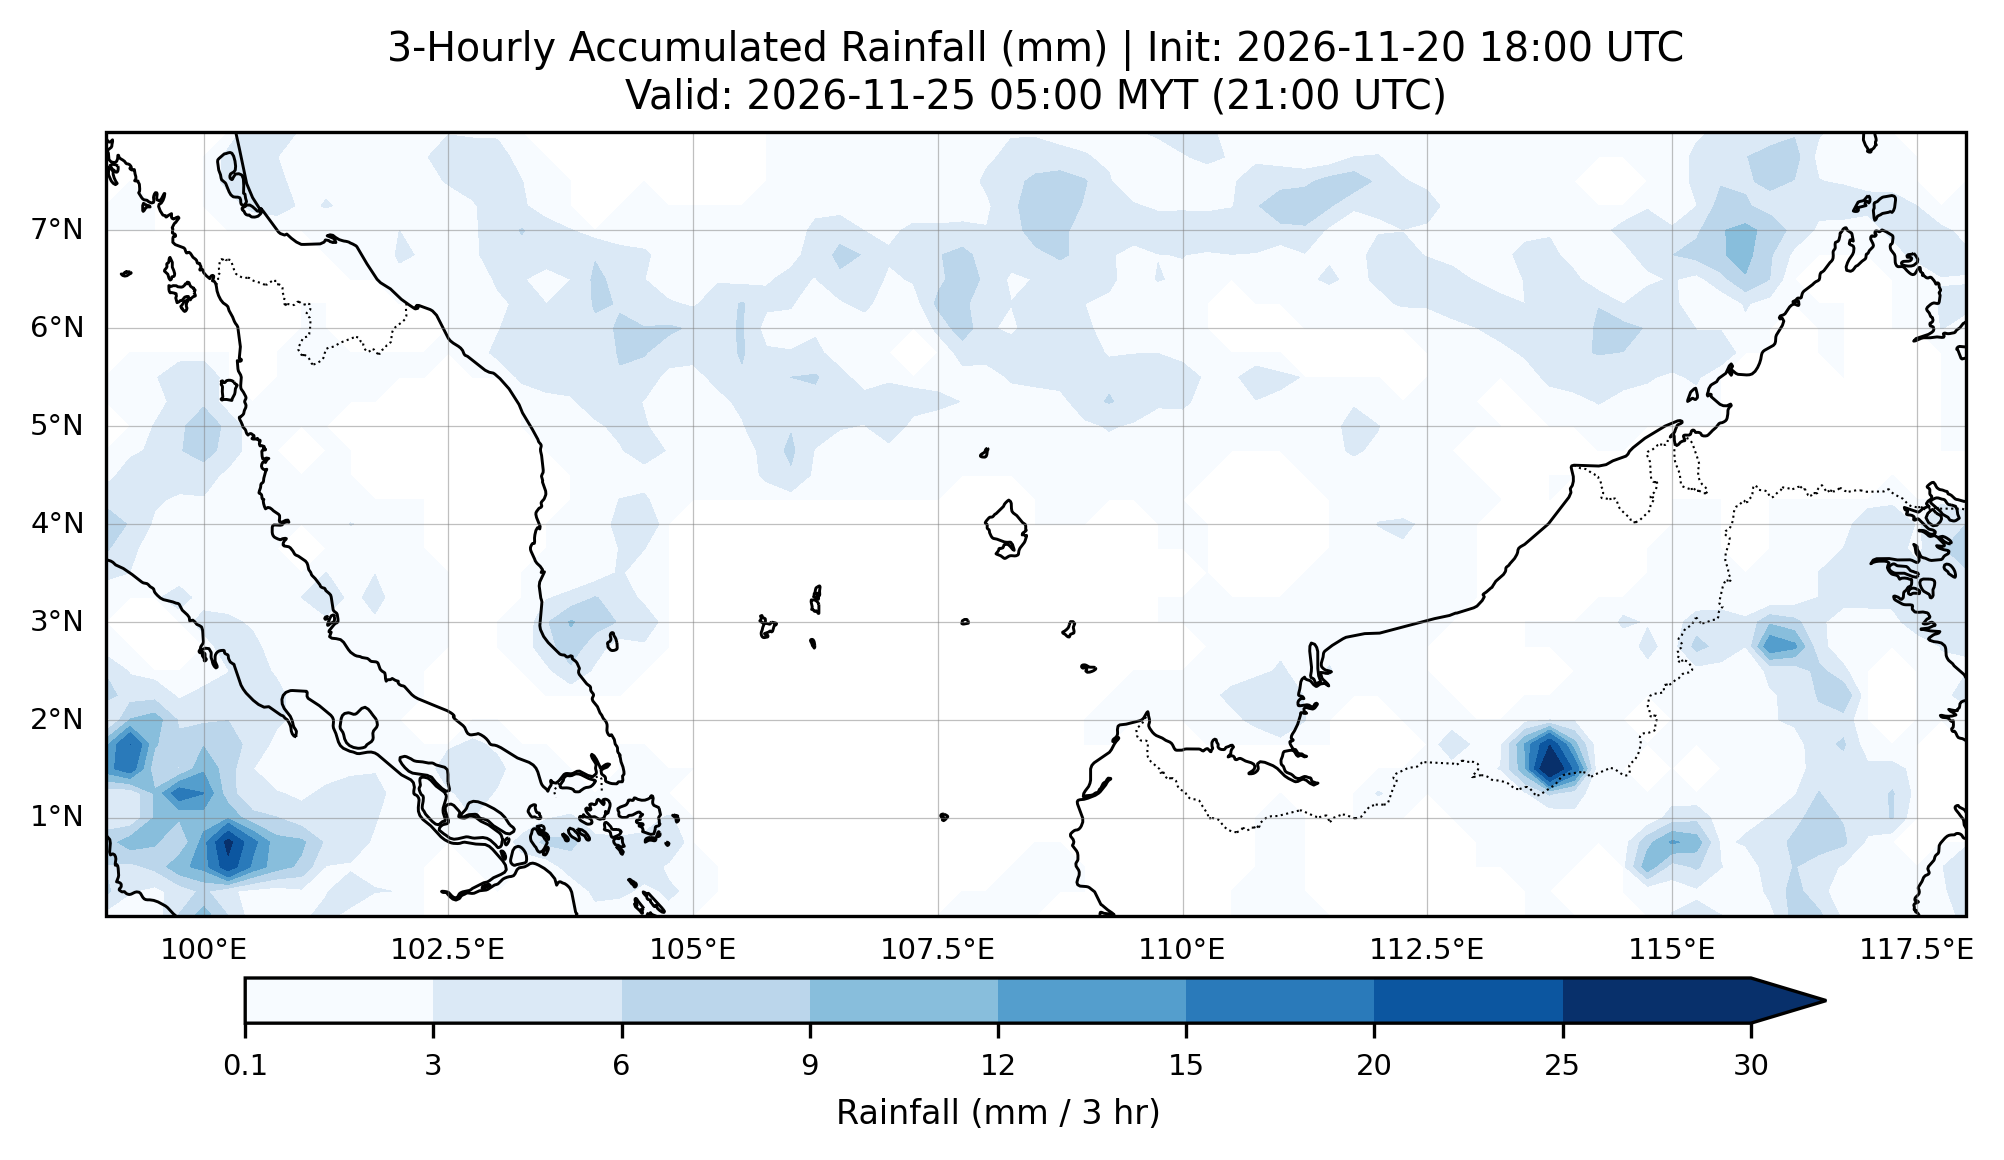 3-Hourly Accumulated Rainfall (mm) | Init: 2026-11-20 18:00 UTC
Valid: 2026-11-25 05:00 MYT (21:00 UTC)
7°N
6°N
5°N
4°N
3°N
2°N
1°N
100°E 102.5°E 105°E 107.5°E 110°E 112.5°E 115°E 117.5°E
0.1 3 6 9 12 15 20 25 30
Rainfall (mm / 3 hr)